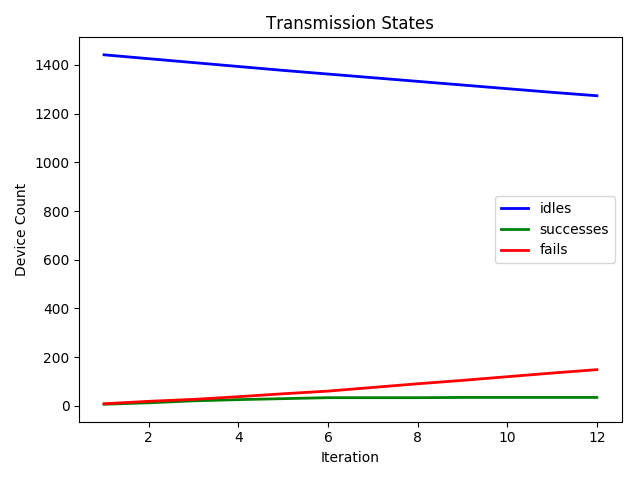 Transmission States
Device Count
1400
1200
1000
800
600
400
200
0
idles
successes
fails
2 4 6 8 10 12
Iteration